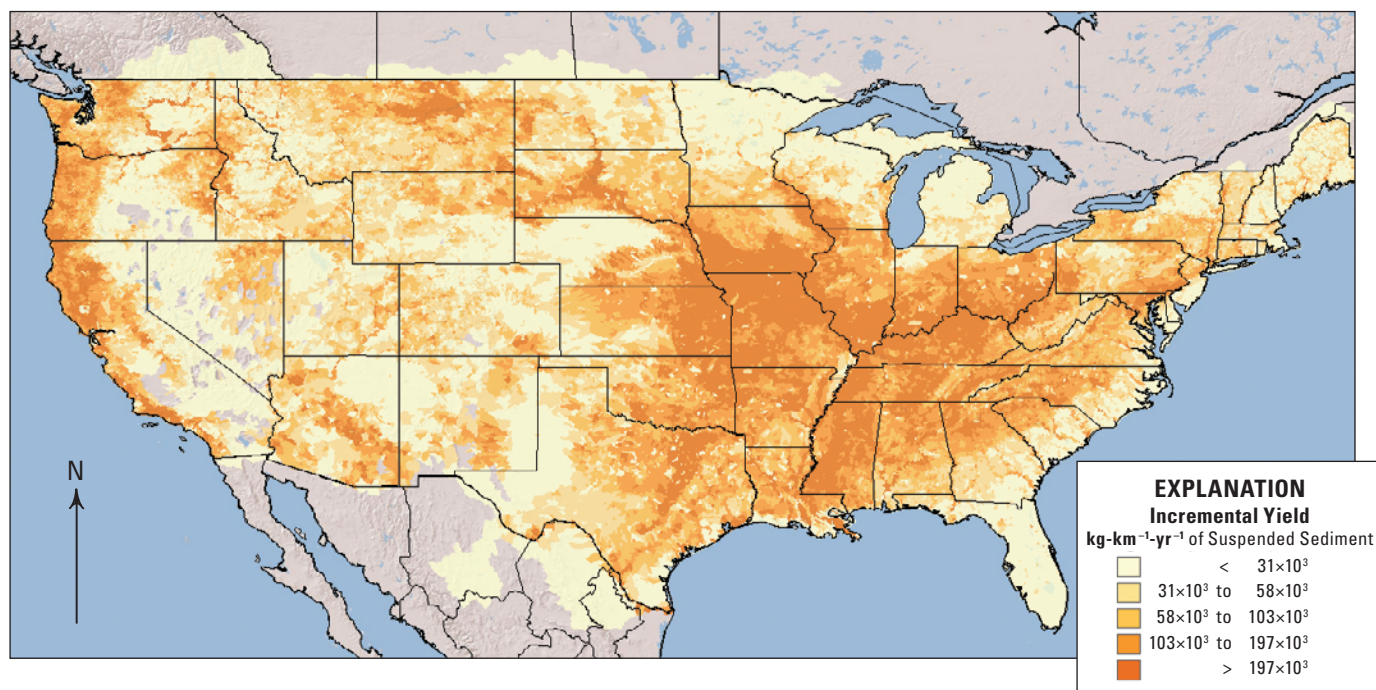 N
EXPLANATION
Incremental Yield
kg-km⁻¹-yr⁻¹ of Suspended Sediment
< 31×10³
31×10³ to 58×10³
58×10³ to 103×10³
103×10³ to 197×10³
> 197×10³